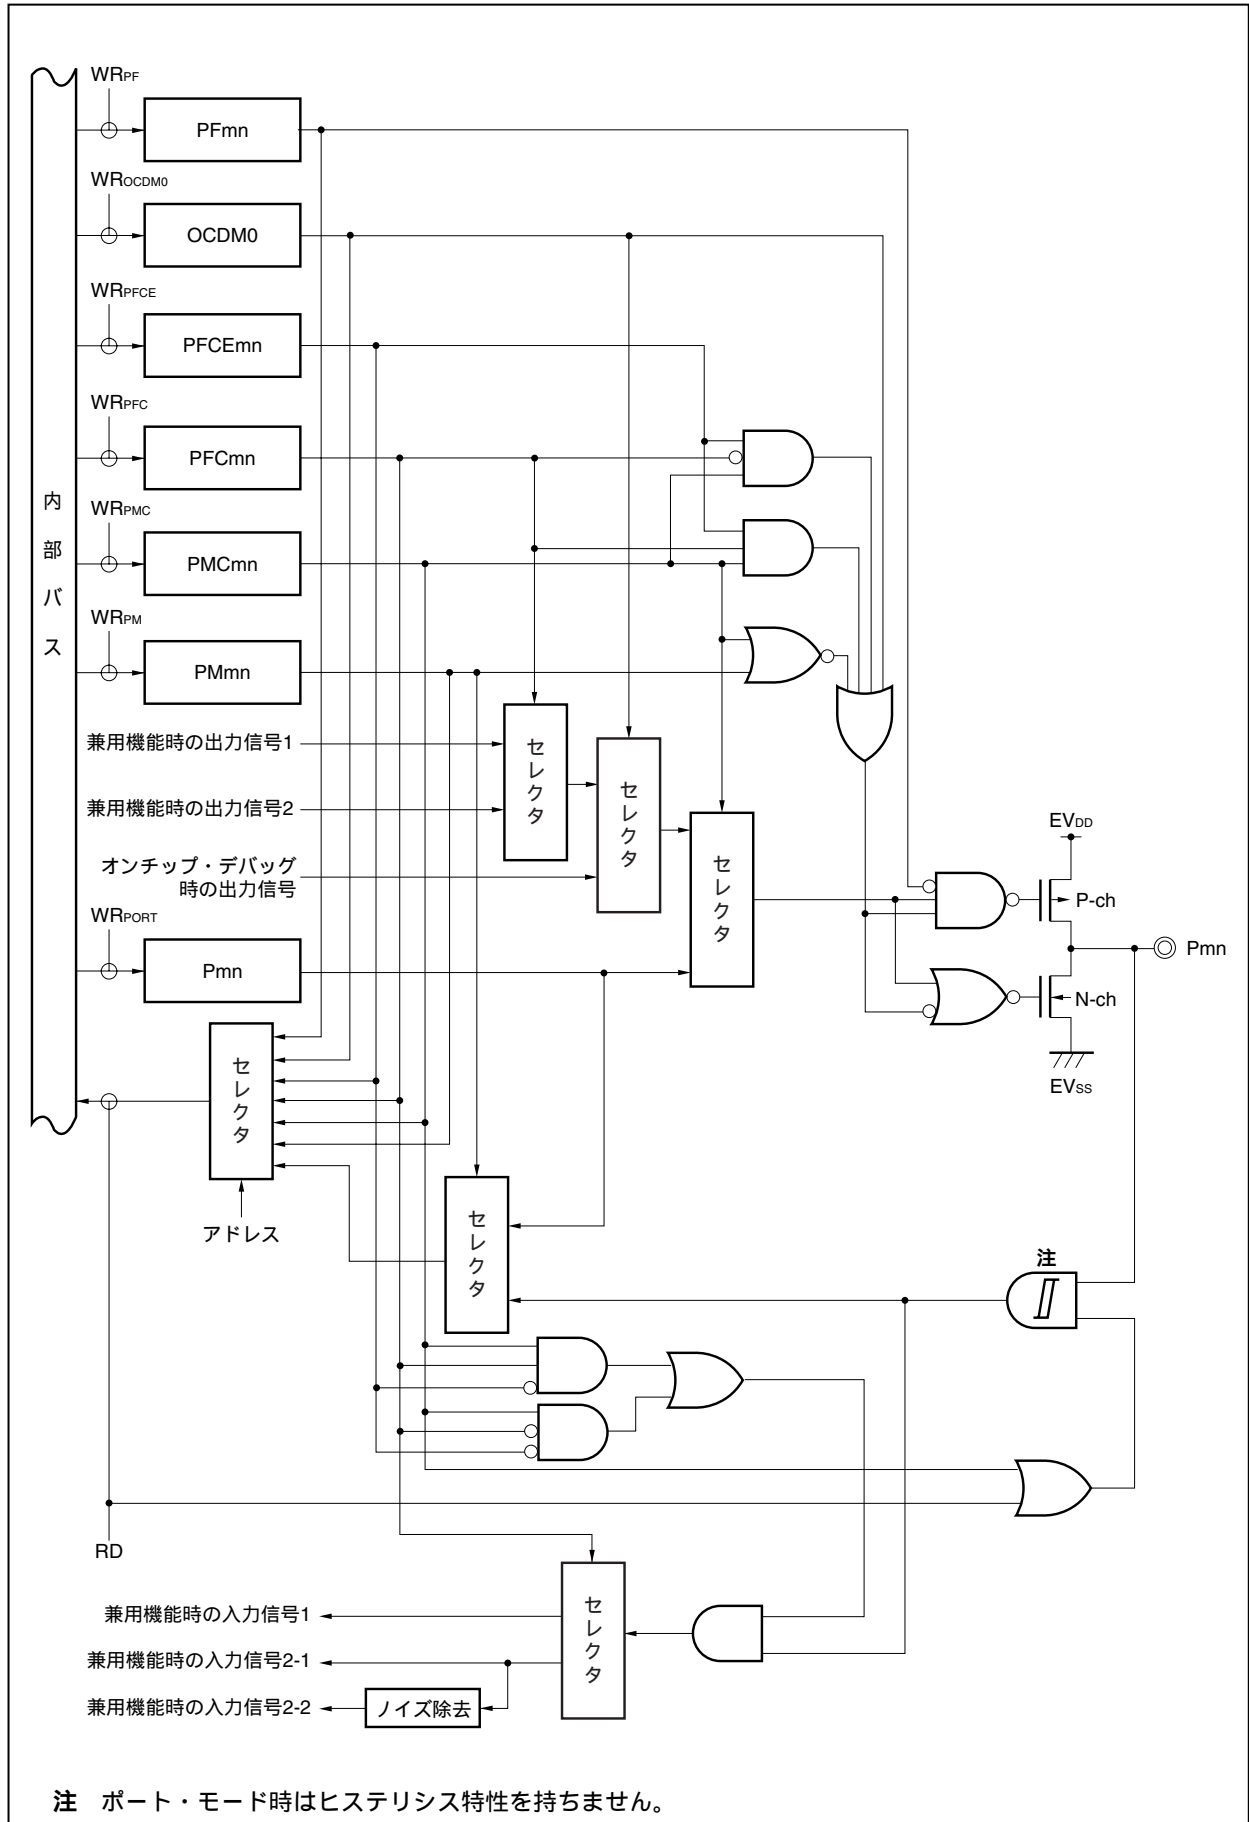 WRPF
PFmn
WROCDM0
OCDM0
WRPFCE
PFCEmn
WRPFC
PFCmn
内部バス
WRPMC
PMCmn
WRPM
PMmn
兼用機能時の出力信号1
セレクタ
兼用機能時の出力信号2
セレクタ
オンチップ・デバッグ
時の出力信号
セレクタ
EVDD
P-ch
WRPORT
Pmn
Pmn
N-ch
EVSS
セレクタ
アドレス
セレクタ
注
RD
セレクタ
兼用機能時の入力信号1
兼用機能時の入力信号2-1
兼用機能時の入力信号2-2
ノイズ除去
注 ポート・モード時はヒステリシス特性を持ちません。